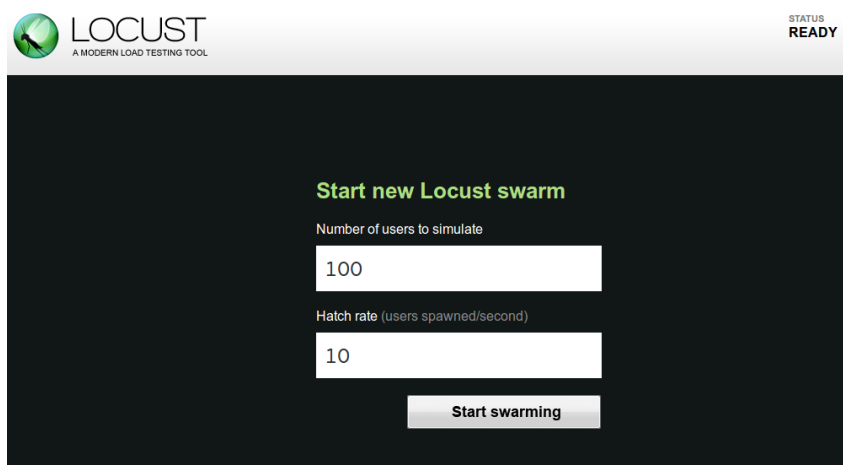 LOCUST
A MODERN LOAD TESTING TOOL
STATUS
READY
Start new Locust swarm
Number of users to simulate
100
Hatch rate (users spawned/second)
10
Start swarming